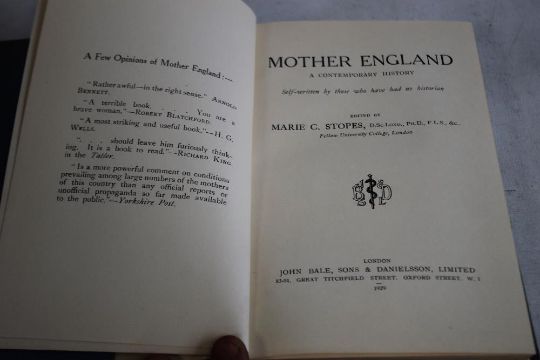 A Few Opinions of Mother England:—
"Rather awful—in the right sense." ARNOLD
BENNETT.
"A terrible book. . . . You are a
brave woman."—ROBERT BLATCHFORD.
"A most striking and useful book."—H. G.
WELLS.
". . . should leave him furiously think-
ing. It is a book to read."—RICHARD KING
in the Tatler.
"Is a more powerful comment on conditions
prevailing among large numbers of the mothers
of this country than any official reports or
unofficial propaganda so far made available
to the public."—Yorkshire Post.
MOTHER ENGLAND
A CONTEMPORARY HISTORY
Self-written by those who have had no historian
EDITED BY
MARIE C. STOPES, D.Sc. LOND., PH.D., F.L.S., &c.
Fellow University College, London
LONDON
JOHN BALE, SONS & DANIELSSON, LIMITED
83-91, GREAT TITCHFIELD STREET, OXFORD STREET, W. 1
1929